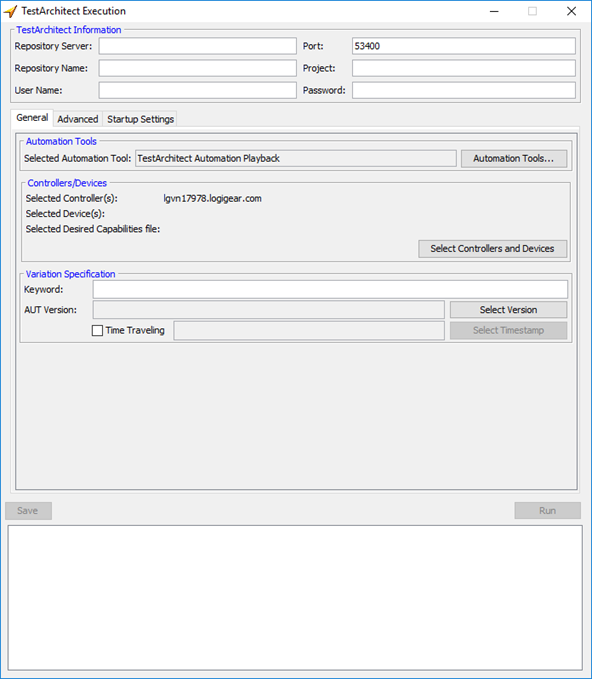 TestArchitect Execution
TestArchitect Information
Repository Server: Port: 53400
Repository Name: Project:
User Name: Password:
General Advanced Startup Settings
Automation Tools
Selected Automation Tool: TestArchitect Automation Playback Automation Tools...
Controllers/Devices
Selected Controller(s): lgvn17978.logigear.com
Selected Device(s):
Selected Desired Capabilities file:
Select Controllers and Devices
Variation Specification
Keyword:
AUT Version: Select Version
Time Traveling Select Timestamp
Save Run